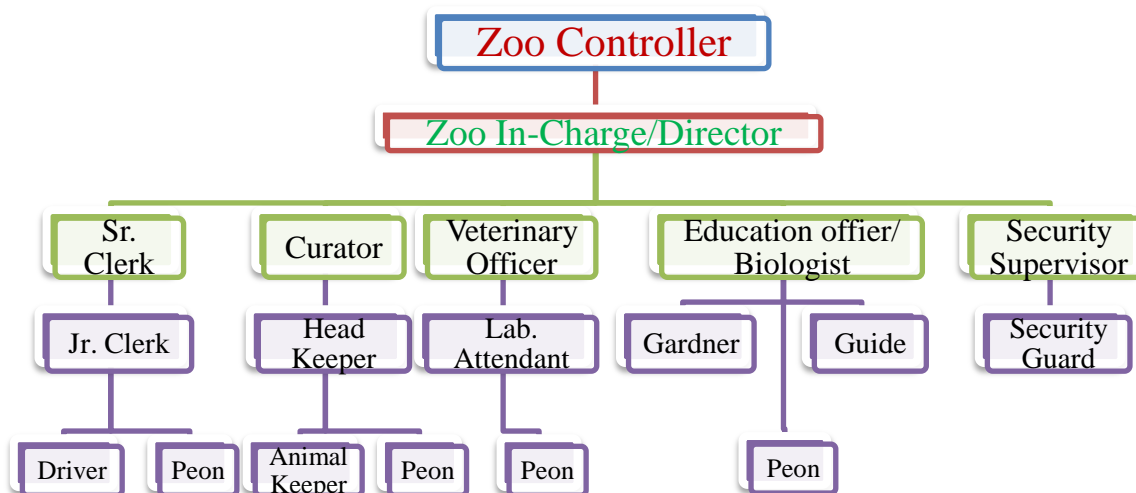 Zoo Controller
Zoo In-Charge/Director
Sr.
Clerk
Curator
Veterinary
Officer
Education offier/
Biologist
Security
Supervisor
Jr. Clerk
Head
Keeper
Lab.
Attendant
Gardner
Guide
Security
Guard
Driver
Peon
Animal
Keeper
Peon
Peon
Peon